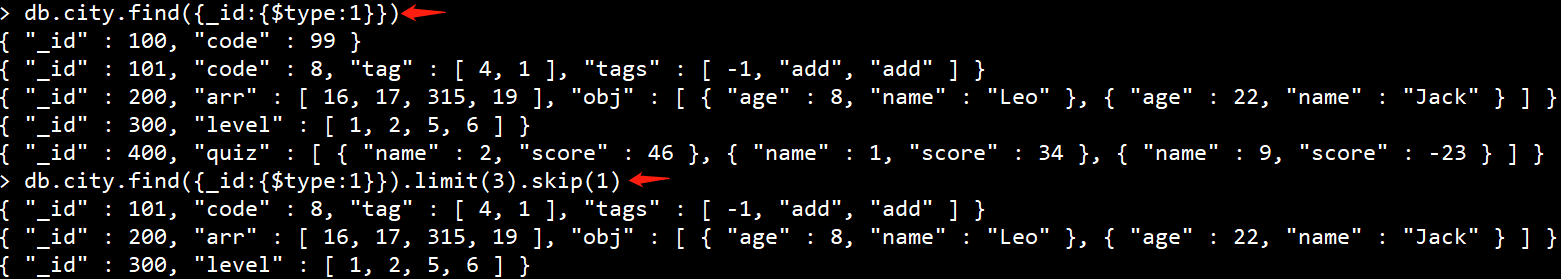 > db.city.find({_id:{$type:1}})
{ "_id" : 100, "code" : 99 }
{ "_id" : 101, "code" : 8, "tag" : [ 4, 1 ], "tags" : [ -1, "add", "add" ] }
{ "_id" : 200, "arr" : [ 16, 17, 315, 19 ], "obj" : [ { "age" : 8, "name" : "Leo" }, { "age" : 22, "name" : "Jack" } ] }
{ "_id" : 300, "level" : [ 1, 2, 5, 6 ] }
{ "_id" : 400, "quiz" : [ { "name" : 2, "score" : 46 }, { "name" : 1, "score" : 34 }, { "name" : 9, "score" : -23 } ] }
> db.city.find({_id:{$type:1}}).limit(3).skip(1)
{ "_id" : 101, "code" : 8, "tag" : [ 4, 1 ], "tags" : [ -1, "add", "add" ] }
{ "_id" : 200, "arr" : [ 16, 17, 315, 19 ], "obj" : [ { "age" : 8, "name" : "Leo" }, { "age" : 22, "name" : "Jack" } ] }
{ "_id" : 300, "level" : [ 1, 2, 5, 6 ] }